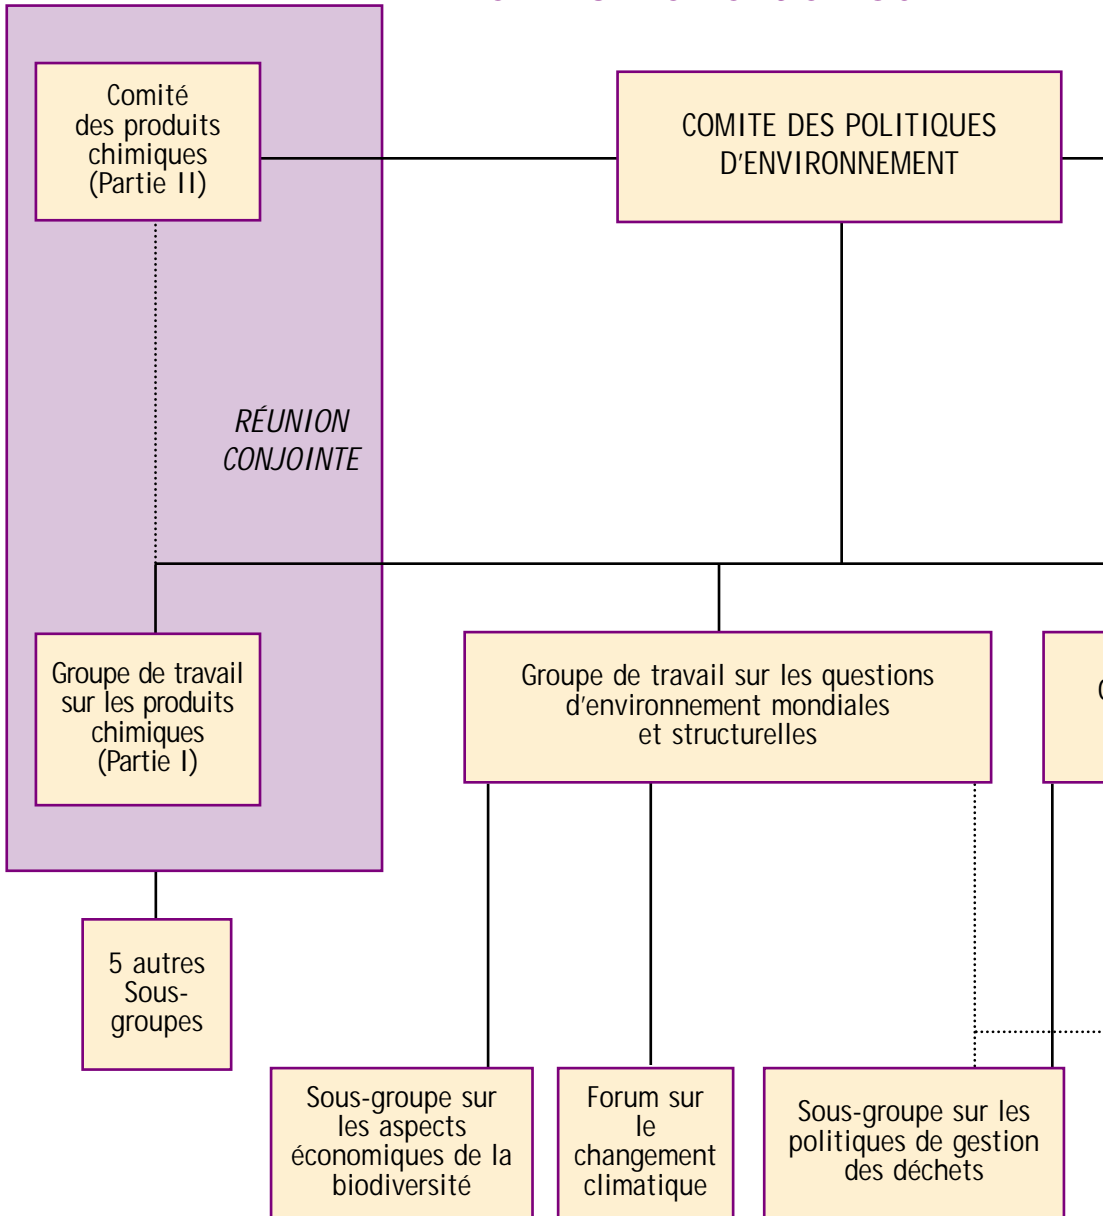 Comité
des produits
chimiques
(Partie II)
COMITE DES POLITIQUES
D'ENVIRONNEMENT
RÉUNION
CONJOINTE
Groupe de travail
sur les produits
chimiques
(Partie I)
Groupe de travail sur les questions
d'environnement mondiales
et structurelles
5 autres
Sous-
groupes
Sous-groupe sur
les aspects
économiques de la
biodiversité
Forum sur
le
changement
climatique
Sous-groupe sur les
politiques de gestion
des déchets